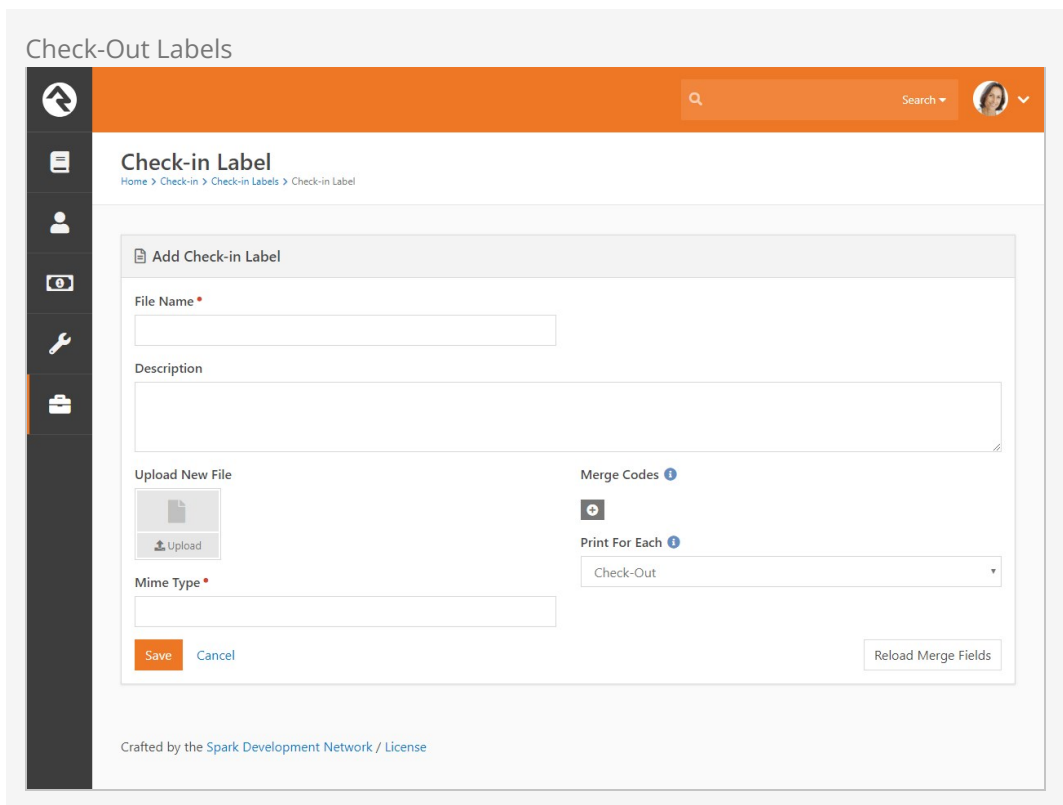 Check-Out Labels
Search
Check-in Label
Home > Check-in > Check-in Labels > Check-in Label
Add Check-in Label
File Name
Description
Upload New File
Merge Codes
Upload
Print For Each
Check-Out
Mime Type
Save Cancel Reload Merge Fields
Crafted by the Spark Development Network / License